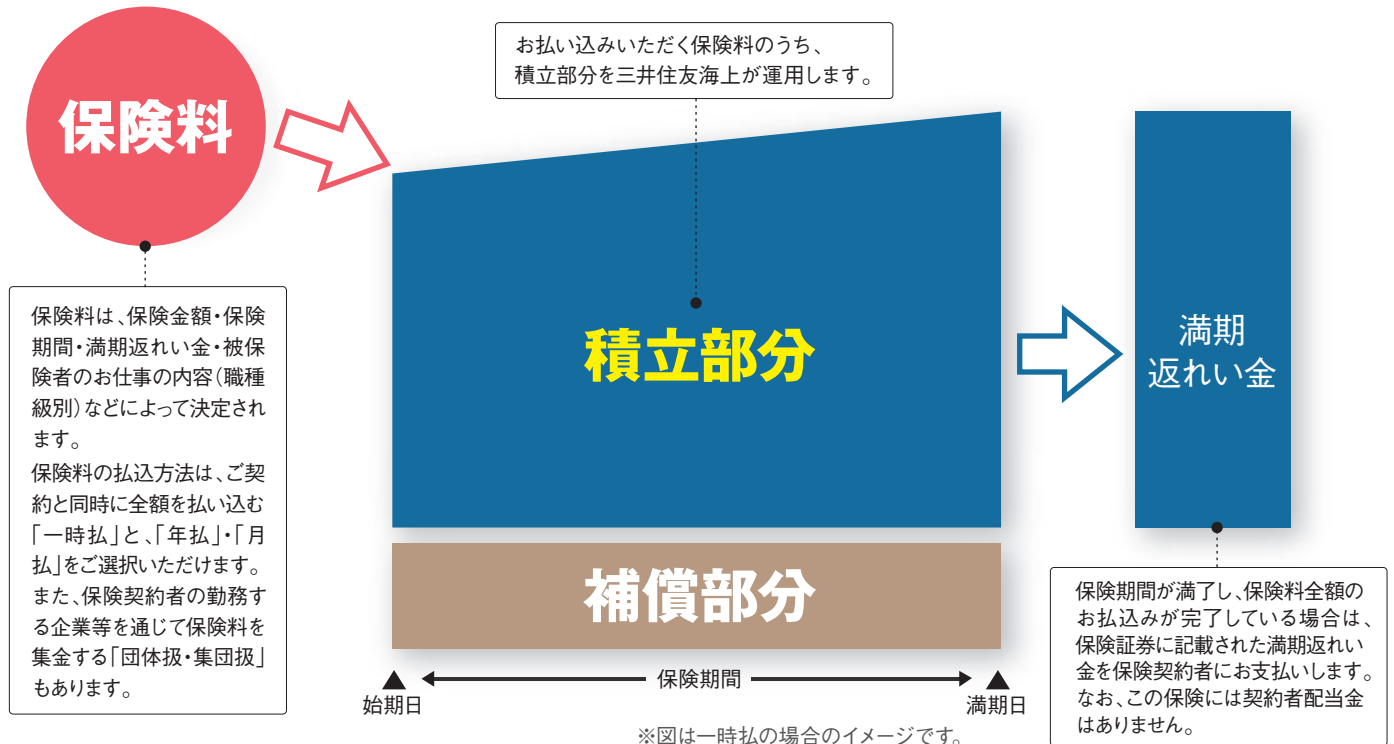 保険料
お払い込みいただく保険料のうち、
積立部分を三井住友海上が運用します。
保険料は、保険金額・保険
期間・満期返れい金・被保
険者のお仕事の内容(職種
級別)などによって決定され
ます。
保険料の払込方法は、ご契
約と同時に全額を払い込む
「一時払」と、「年払」・「月
払」をご選択いただけます。
また、保険契約者の勤務す
る企業等を通じて保険料を
集金する「団体扱・集団扱」
もあります。
積立部分
補償部分
始期日
保険期間
満期日
※図は一時払の場合のイメージです。
満期
返れい金
保険期間が満了し、保険料全額の
お払込みが完了している場合は、
保険証券に記載された満期返れい
金を保険契約者にお支払いします。
なお、この保険には契約者配当金
はありません。